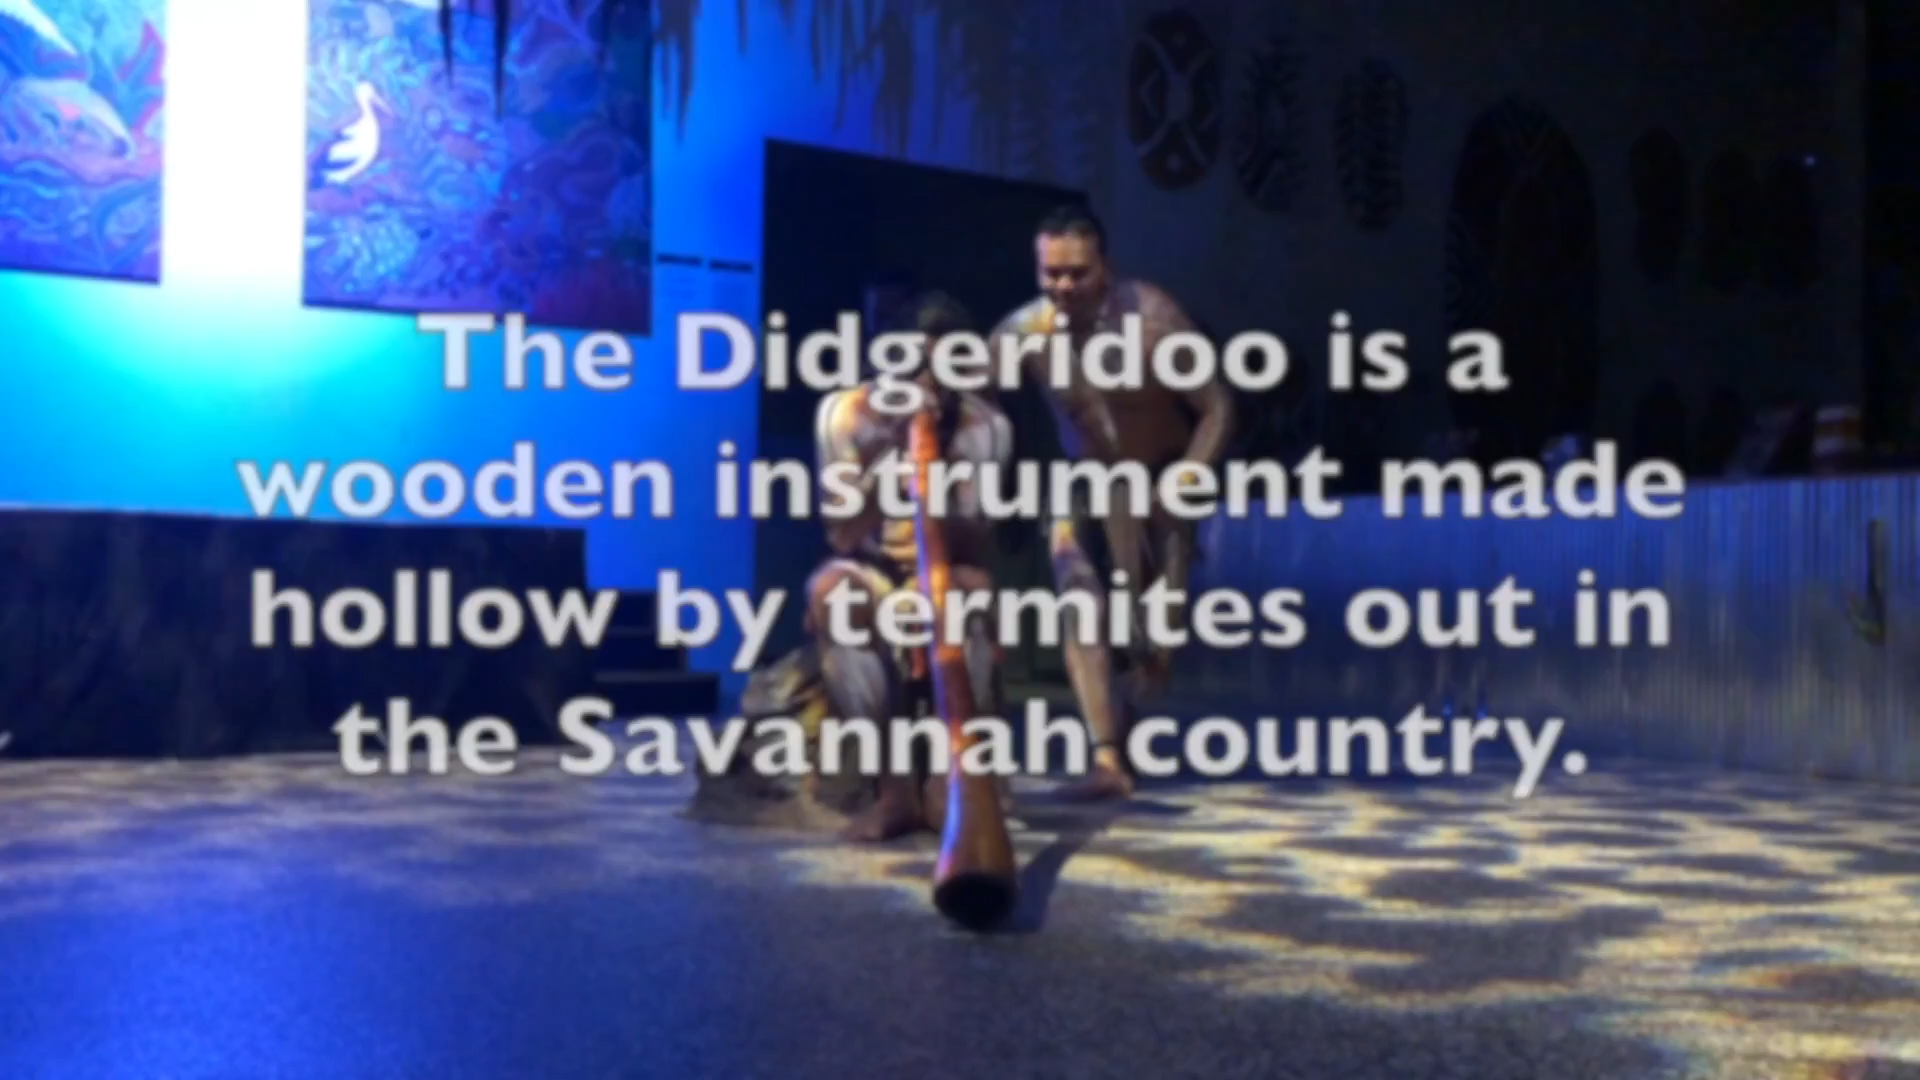 The Didgeridoo is a
wooden instrument made
hollow by termites out in
the Savannah country.